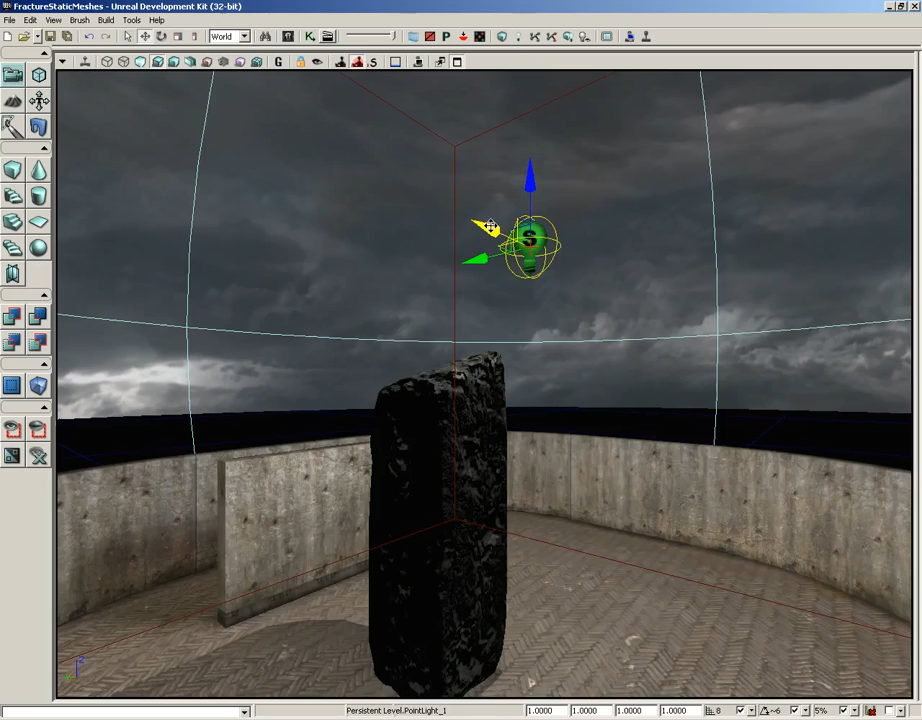 FractureStaticMeshes - Unreal Development Kit (32-bit)
File Edit View Brush Build Tools Help
World
G
S
Z
Persistent Level.PointLight_1 1.0000 1.0000 1.0000 1.0000 8 ~6 5%